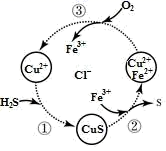 ③
O₂
Fe³⁺
Cu²⁺
Cl⁻
Cu²⁺
Fe²⁺
H₂S
Fe³⁺
S
①
CuS
②